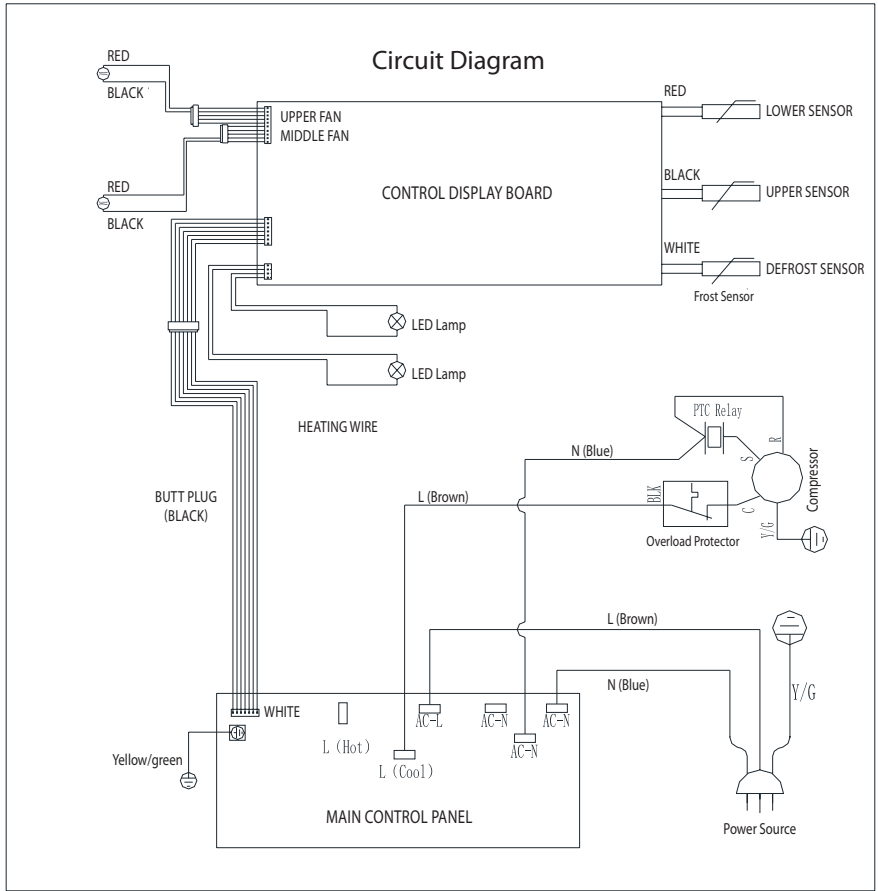 Circuit Diagram
RED
BLACK
UPPER FAN
MIDDLE FAN
RED
BLACK
CONTROL DISPLAY BOARD
RED
LOWER SENSOR
BLACK
UPPER SENSOR
WHITE
DEFROST SENSOR
Frost Sensor
LED Lamp
LED Lamp
HEATING WIRE
PTC Relay
R
S
N (Blue)
Compressor
BUTT PLUG
(BLACK)
L (Brown)
BLK
C
Y/G
Overload Protector
L (Brown)
N (Blue)
Y/G
WHITE
L (Hot)
AC-L
AC-N
AC-N
AC-N
L (Cool)
Yellow/green
MAIN CONTROL PANEL
Power Source